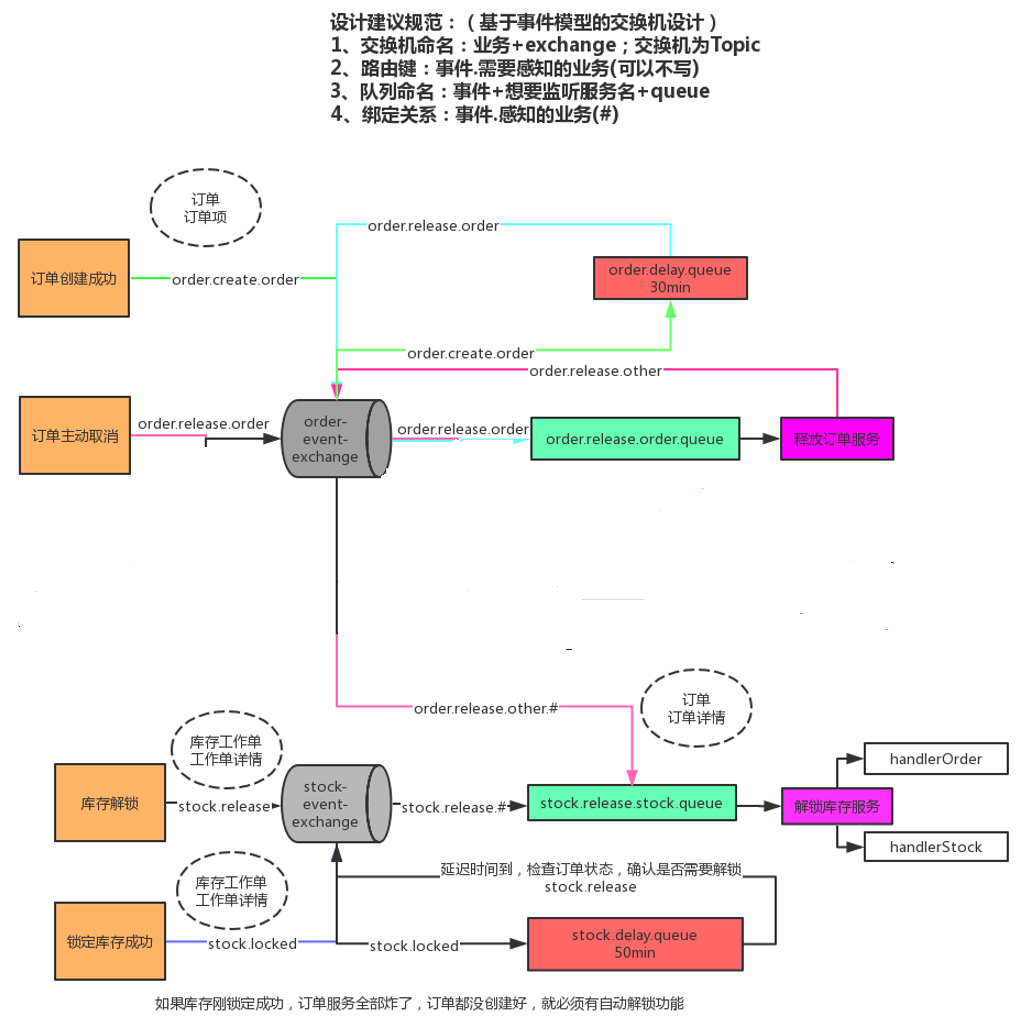 设计建议规范：（基于事件模型的交换机设计）
1、交换机命名：业务+exchange；交换机为Topic
2、路由键：事件.需要感知的业务(可以不写)
3、队列命名：事件+想要监听服务名+queue
4、绑定关系：事件.感知的业务(#)
订单
订单项
order.release.order
订单创建成功
order.create.order
order.delay.queue
30min
order.create.order
order.release.other
订单主动取消
order.release.order
order-
event-
exchange
order.release.order
order.release.order.queue
释放订单服务
order.release.other.#
订单
订单详情
库存工作单
工作单详情
库存解锁
stock.release
stock-
event-
exchange
stock.release.#
stock.release.stock.queue
解锁库存服务
handlerOrder
handlerStock
库存工作单
工作单详情
延迟时间到，检查订单状态，确认是否需要解锁
stock.release
锁定库存成功
stock.locked
stock.locked
stock.delay.queue
50min
如果库存刚锁定成功，订单服务全部炸了，订单都没创建好，就必须有自动解锁功能